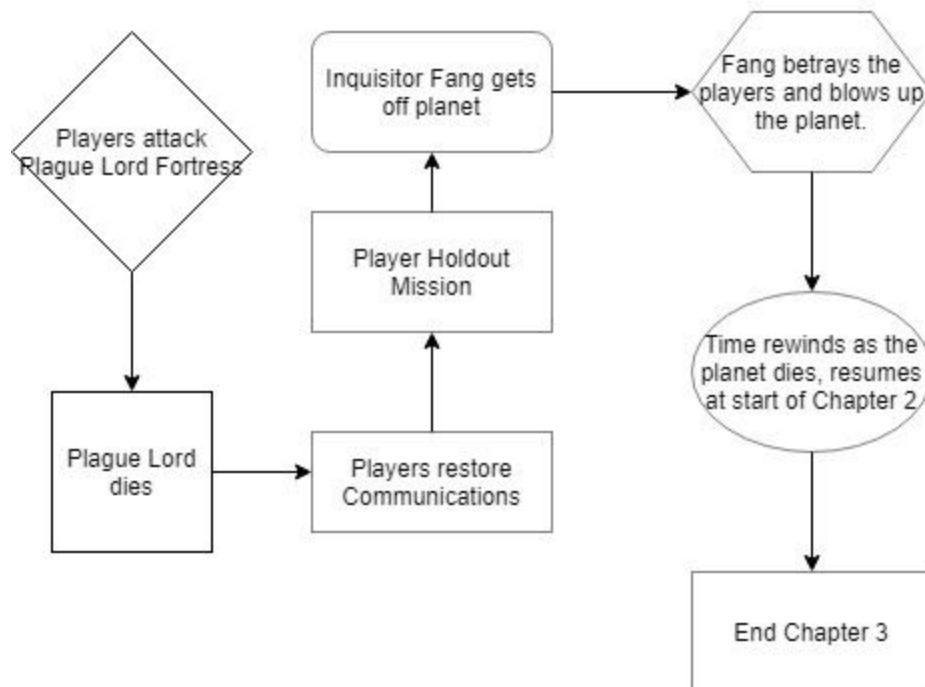 Players attack
Plague Lord Fortress
Plague Lord
dies
Players restore
Communications
Player Holdout
Mission
Inquisitor Fang gets
off planet
Fang betrays the
players and blows up
the planet.
Time rewinds as the
planet dies, resumes
at start of Chapter 2
End Chapter 3